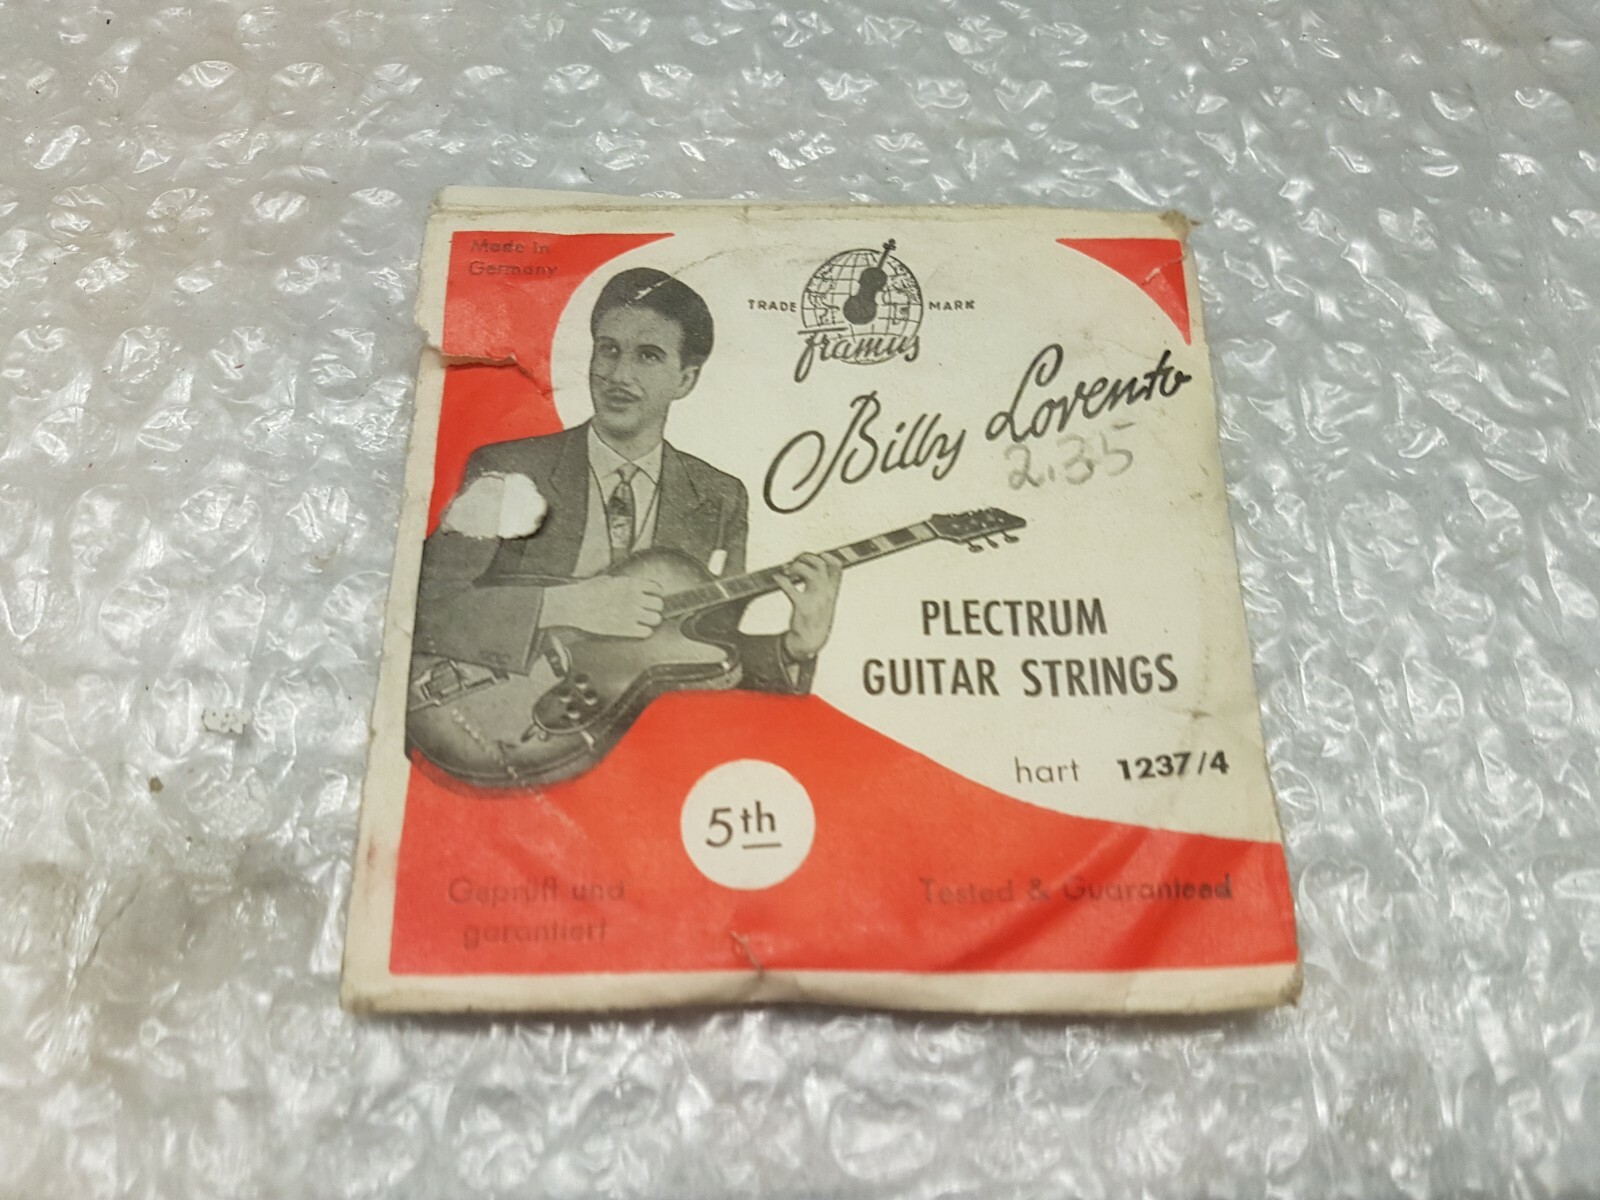 Made in
Germany
TRADE MARK
framus
Billy Lorento
2.35
PLECTRUM
GUITAR STRINGS
hart 1237/4
5th
Geprüft und
garantiert
Tested & Guaranteed